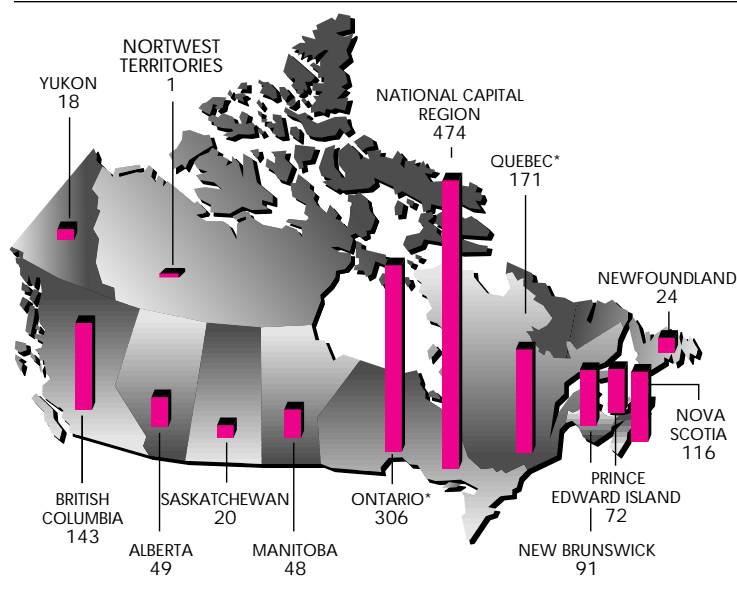 NORTWEST
TERRITORIES
1
YUKON
18
NATIONAL CAPITAL
REGION
474
QUEBEC*
171
NEWFOUNDLAND
24
NOVA
SCOTIA
116
PRINCE
EDWARD ISLAND
72
NEW BRUNSWICK
91
BRITISH
COLUMBIA
143
ALBERTA
49
SASKATCHEWAN
20
MANITOBA
48
ONTARIO*
306